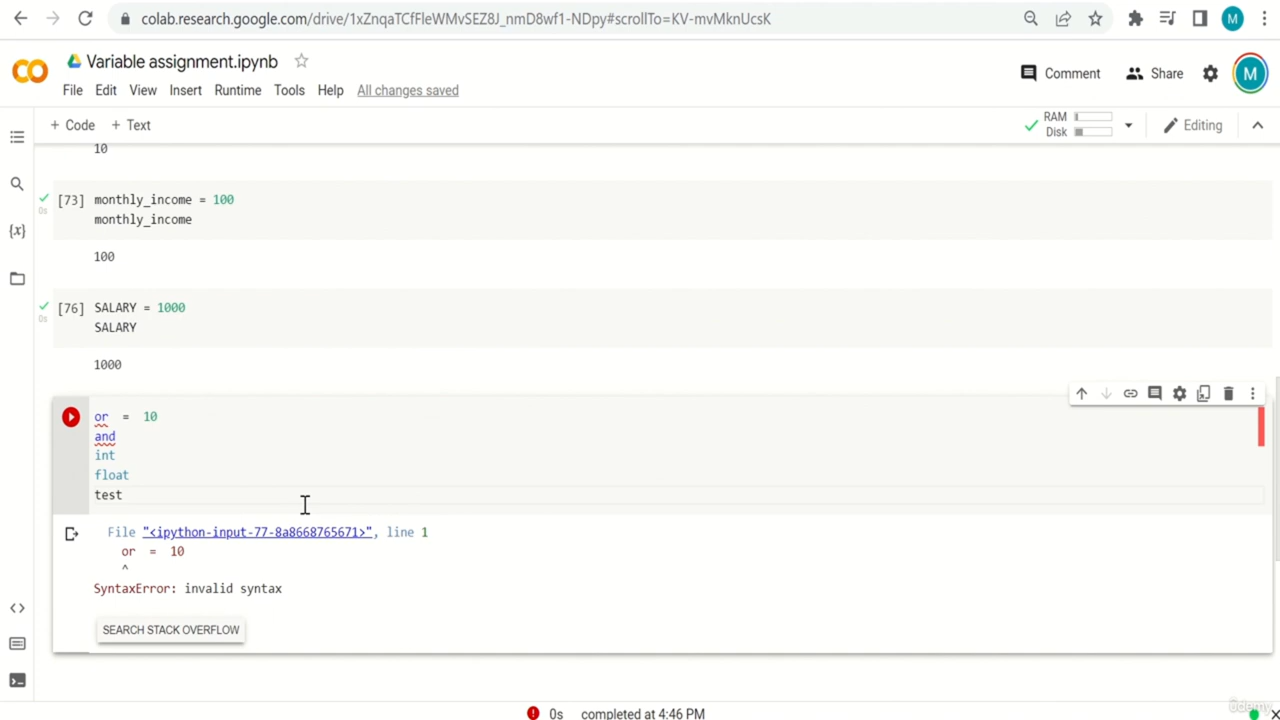 colab.research.google.com/drive/1xZnqaTCfFleWMvSEZ8J_nmD8wf1-NDpy#scrollTo=KV-mvMknUcsK
M
CO
Variable assignment.ipynb
File Edit View Insert Runtime Tools Help All changes saved
Comment
Share
M
+ Code + Text
RAM
Disk
Editing
10
[73] monthly_income = 100
0s
monthly_income
100
[76] SALARY = 1000
0s
SALARY
1000
or = 10
and
int
float
test
File "<ipython-input-77-8a8668765671>", line 1
or = 10
^
SyntaxError: invalid syntax
SEARCH STACK OVERFLOW
{x}
0s completed at 4:46 PM
Udemy